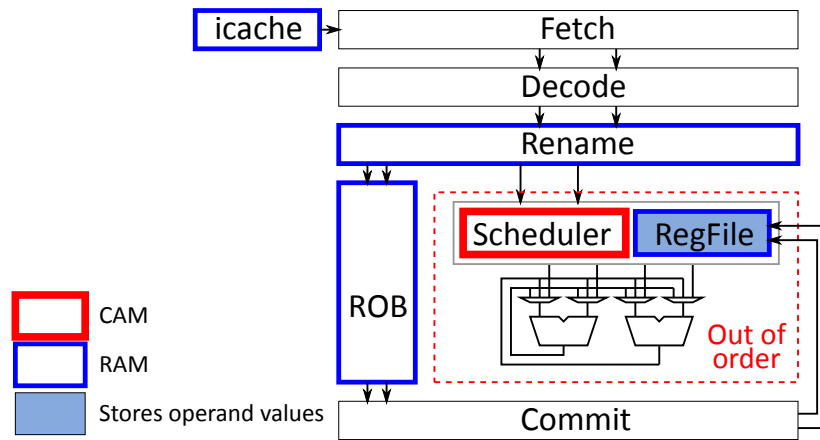 icache
Fetch
Decode
Rename
Scheduler
RegFile
ROB
CAM
RAM
Out of
order
Stores operand values
Commit